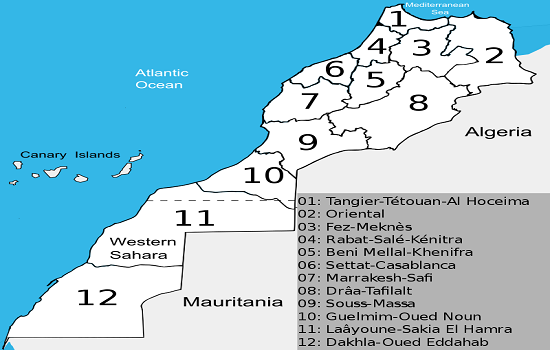 Mediterranean
Sea
1
4
3
2
6
5
Atlantic
Ocean
7
8
9
Algeria
Canary Islands
10
11
Western
Sahara
12
Mauritania
01: Tangier-Tétouan-Al Hoceima
02: Oriental
03: Fez-Meknès
04: Rabat-Salé-Kénitra
05: Beni Mellal-Khenifra
06: Settat-Casablanca
07: Marrakesh-Safi
08: Drâa-Tafilalt
09: Souss-Massa
10: Guelmim-Oued Noun
11: Laâyoune-Sakia El Hamra
12: Dakhla-Oued Eddahab